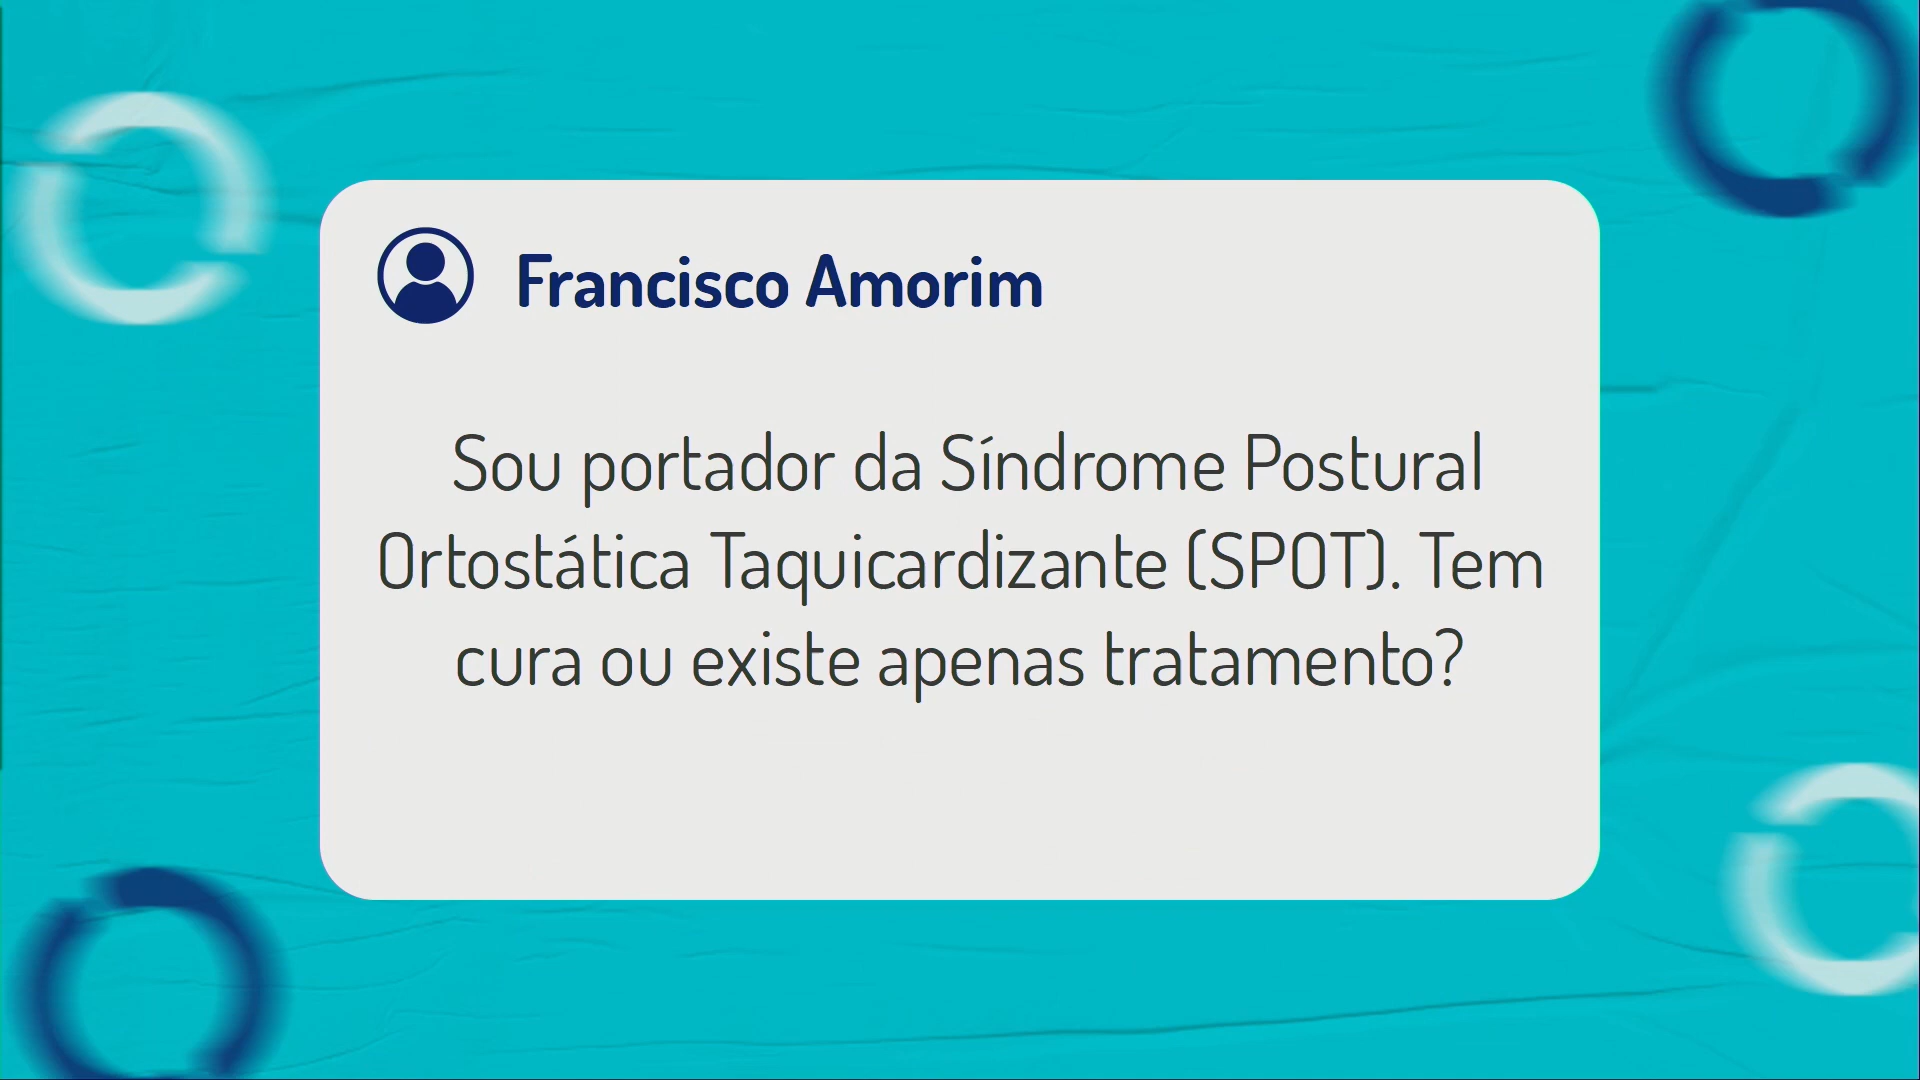 Francisco Amorim
Sou portador da Síndrome Postural
Ortostática Taquicardizante (SPOT). Tem
cura ou existe apenas tratamento?